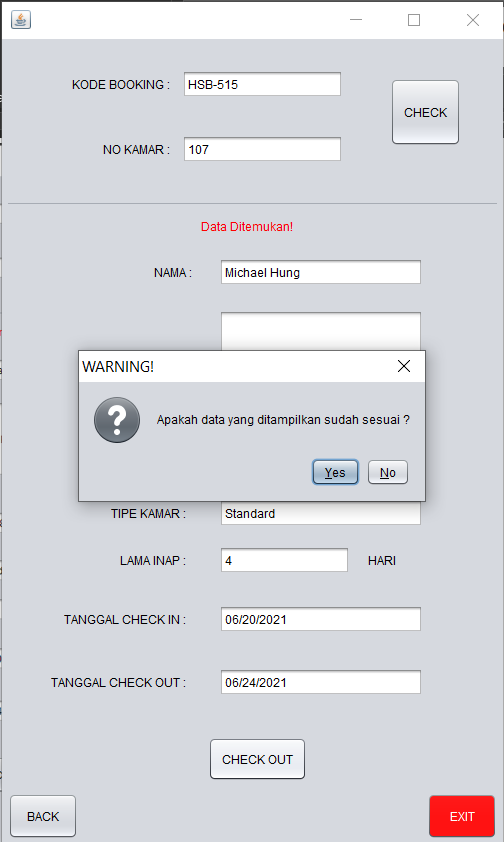 KODE BOOKING : HSB-515
CHECK
NO KAMAR : 107
Data Ditemukan!
NAMA : Michael Hung
WARNING!
Apakah data yang ditampilkan sudah sesuai ?
Yes No
TIPE KAMAR : Standard
LAMA INAP : 4 HARI
TANGGAL CHECK IN : 06/20/2021
TANGGAL CHECK OUT : 06/24/2021
CHECK OUT
BACK EXIT